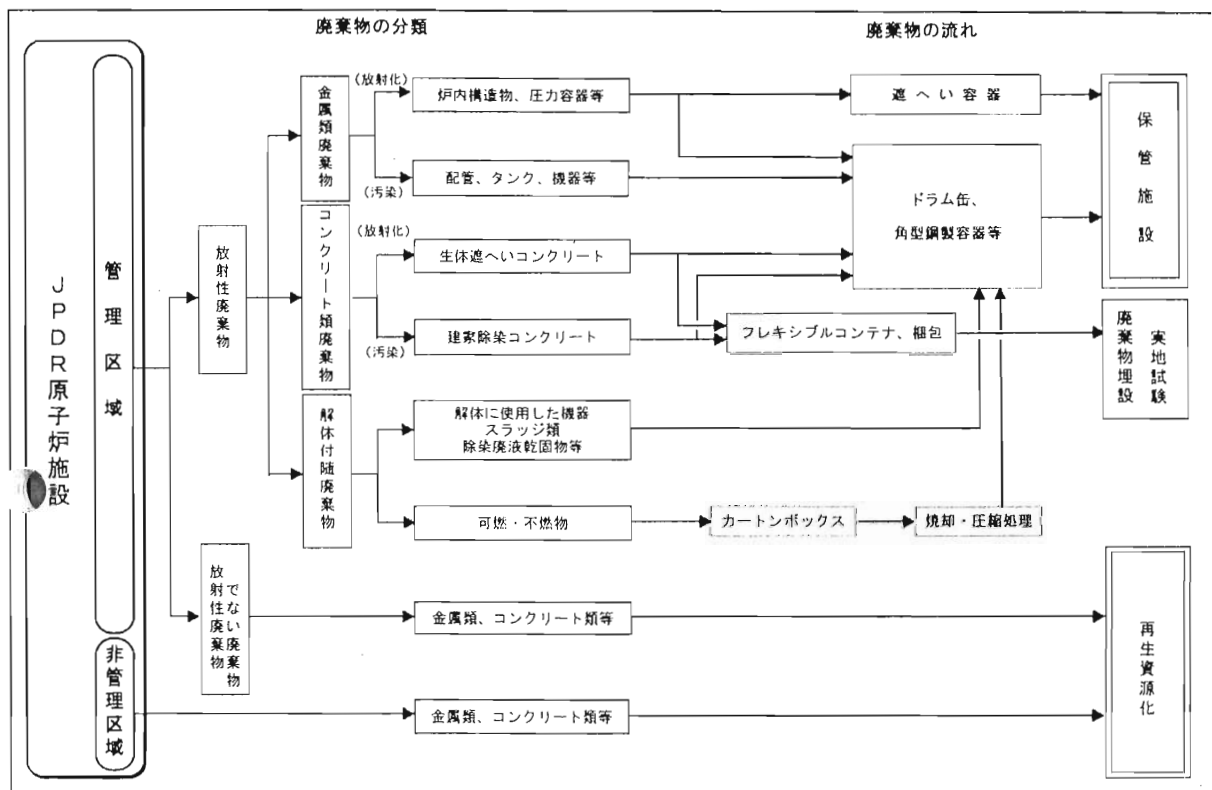 廃棄物の分類
廃棄物の流れ
JPDR原子炉施設
管理区域
非管理区域
放射性廃棄物
放射性廃棄物
でない廃棄物
金属類廃棄物
(放射化)
(汚染)
コンクリート類廃棄物
(放射化)
(汚染)
解体付随廃棄物
炉内構造物、圧力容器等
配管、タンク、機器等
生体遮へいコンクリート
建家除染コンクリート
解体に使用した機器
スラッジ類
除染廃液乾固物等
可燃・不燃物
金属類、コンクリート類等
金属類、コンクリート類等
遮へい容器
ドラム缶、
角型鋼製容器等
フレキシブルコンテナ、梱包
カートンボックス
焼却・圧縮処理
保管施設
廃棄物埋設
実地試験
再生資源化